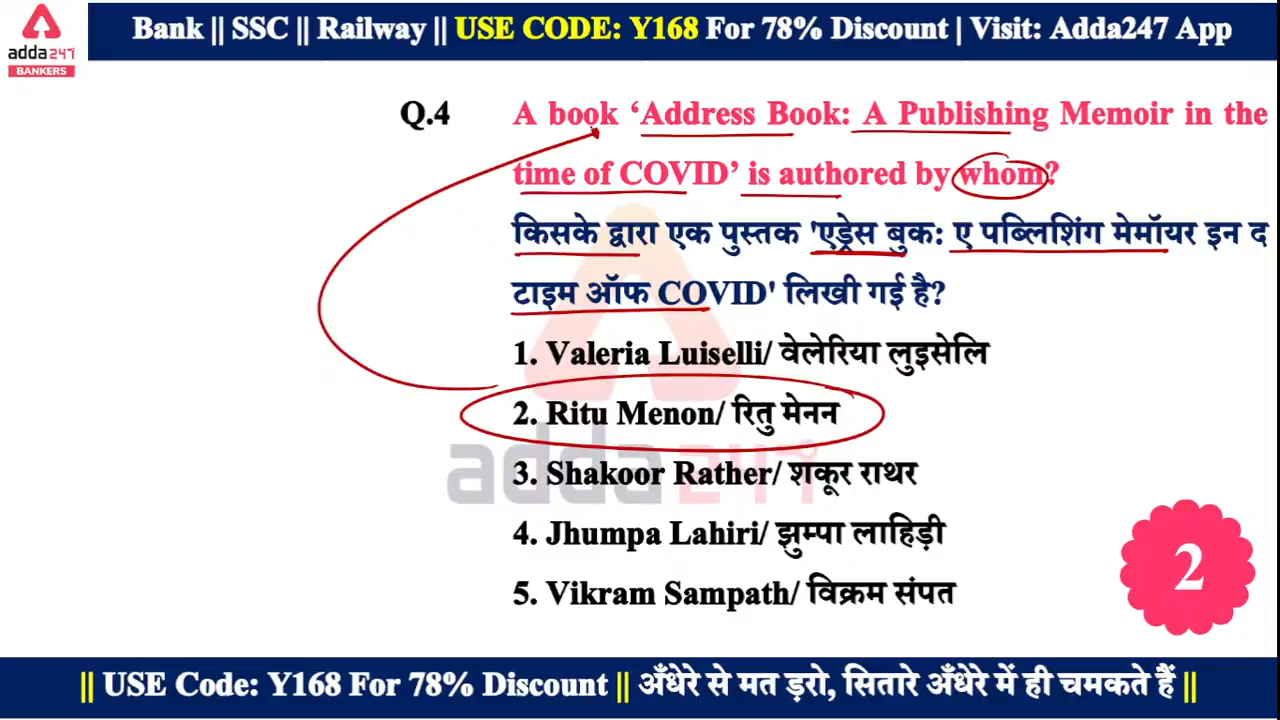 Bank || SSC || Railway || USE CODE: Y168 For 78% Discount | Visit: Adda247 App
adda247
BANKERS
Q.4 A book ‘Address Book: A Publishing Memoir in the
time of COVID’ is authored by whom?
किसके द्वारा एक पुस्तक 'एड्रेस बुक: ए पब्लिशिंग मेमॉयर इन द
टाइम ऑफ COVID' लिखी गई है?
1. Valeria Luiselli/ वेलेरिया लुइसेलि
2. Ritu Menon/ रितु मेनन
adda247
3. Shakoor Rather/ शकूर राथर
4. Jhumpa Lahiri/ झुम्पा लाहिड़ी
5. Vikram Sampath/ विक्रम संपत
2
|| USE Code: Y168 For 78% Discount || अँधेरे से मत ड़रो, सितारे अँधेरे में ही चमकते हैं ||